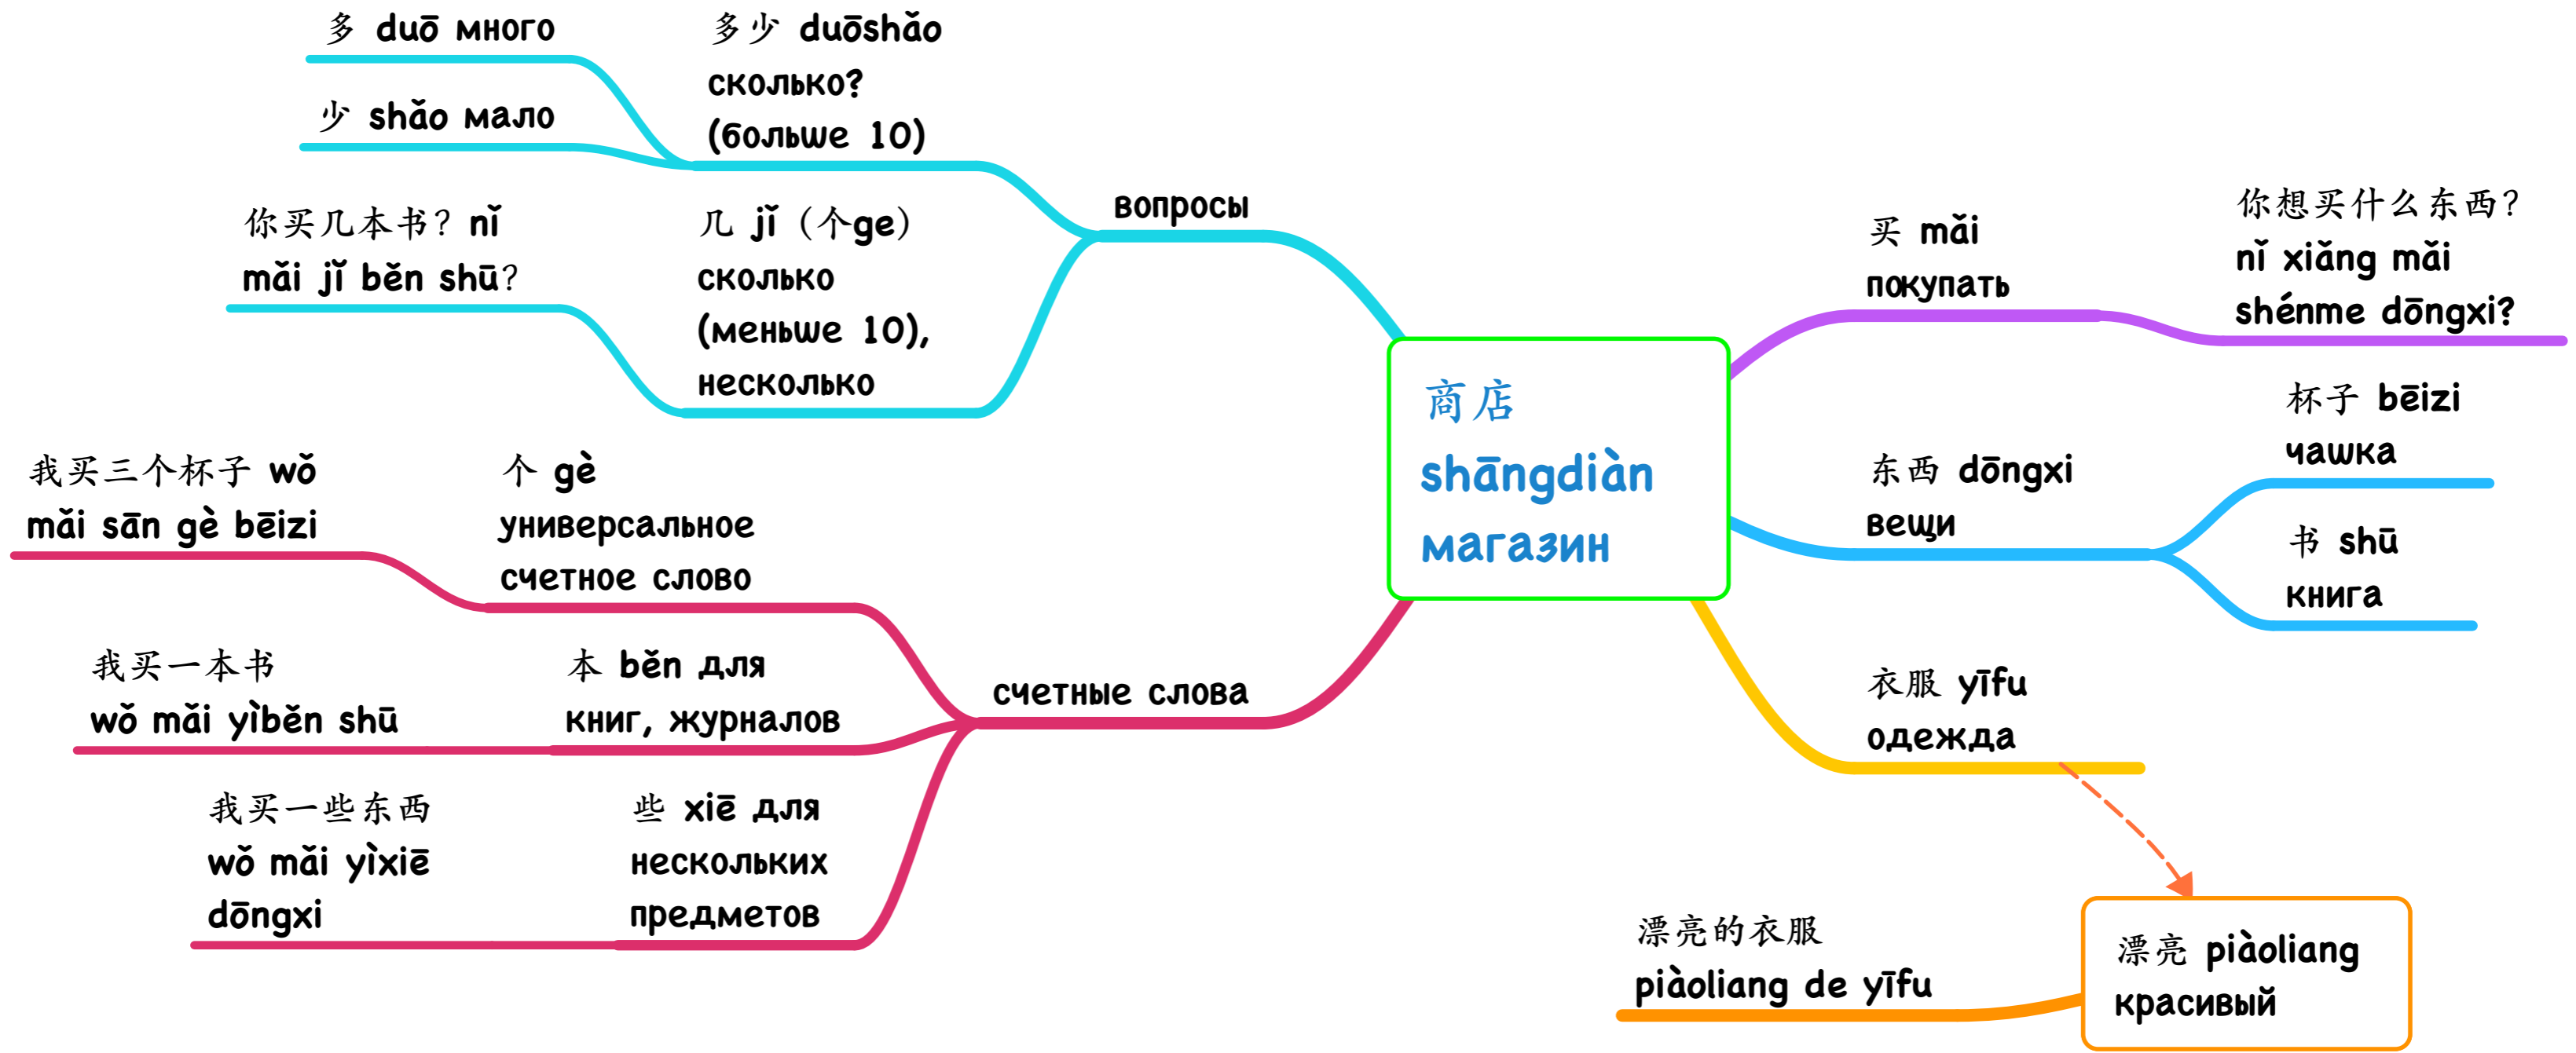 商店
shāngdiàn
магазин
вопросы
多少 duōshǎo
сколько?
(больше 10)
多 duō много
少 shǎo мало
几 jǐ（个ge）
сколько
(меньше 10),
несколько
你买几本书？nǐ
mǎi jǐ běn shū？
счетные слова
个 gè
универсальное
счетное слово
我买三个杯子 wǒ
mǎi sān gè bēizi
本 běn для
книг, журналов
我买一本书
wǒ mǎi yìběn shū
些 xiē для
нескольких
предметов
我买一些东西
wǒ mǎi yìxiē
dōngxi
买 mǎi
покупать
你想买什么东西？
nǐ xiǎng mǎi
shénme dōngxi?
东西 dōngxi
вещи
杯子 bēizi
чашка
书 shū
книга
衣服 yīfu
одежда
漂亮 piàoliang
красивый
漂亮的衣服
piàoliang de yīfu